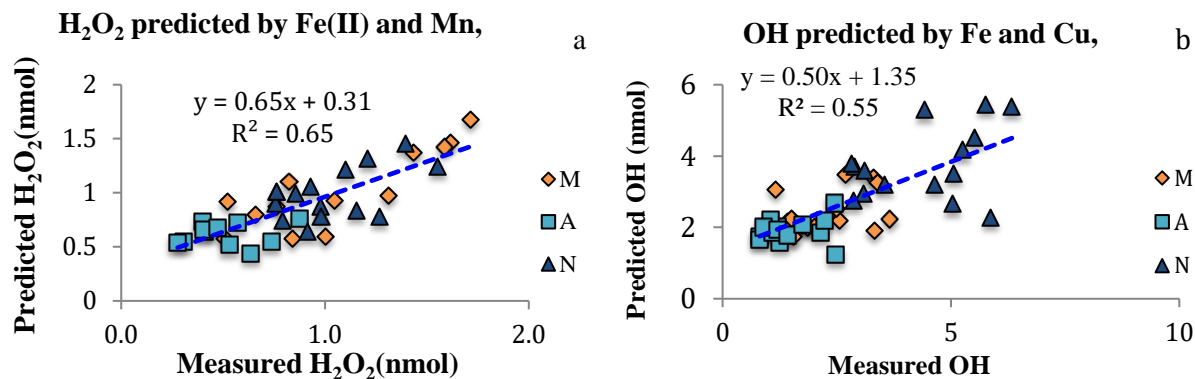 H₂O₂ predicted by Fe(II) and Mn,
a
y = 0.65x + 0.31
R² = 0.65
Predicted H₂O₂(nmol)
2
1.5
1
0.5
0
0.0
1.0
2.0
Measured H₂O₂(nmol)
M
A
N
OH predicted by Fe and Cu,
b
y = 0.50x + 1.35
R² = 0.55
Predicted OH (nmol)
6
4
2
0
0
5
10
Measured OH
M
A
N